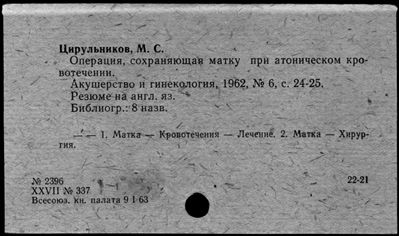 Цирульников, М. С.
Операция, сохраняющая матку при атоническом кро-
вотечении.
Акушерство и гинекология, 1962, № 6, с. 24-25.
Резюме на англ. яз.
Библиогр.: 8 назв.
— — 1. Матка — Кровотечения — Лечение. 2. Матка — Хирур-
гия.
№ 2396
XXVII № 337
22-21
Всесоюз. кн. палата 9 I 63